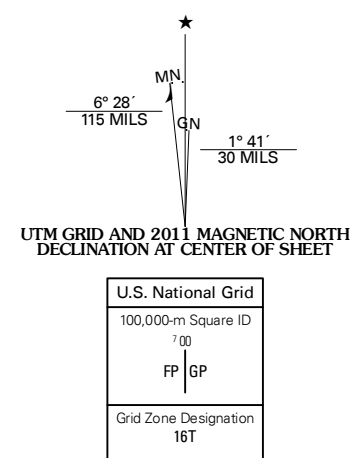 ★
MN.
6° 28´
115 MILS
GN
1° 41´
30 MILS
UTM GRID AND 2011 MAGNETIC NORTH
DECLINATION AT CENTER OF SHEET
U.S. National Grid
100,000-m Square ID
7 00
FP GP
Grid Zone Designation
16T